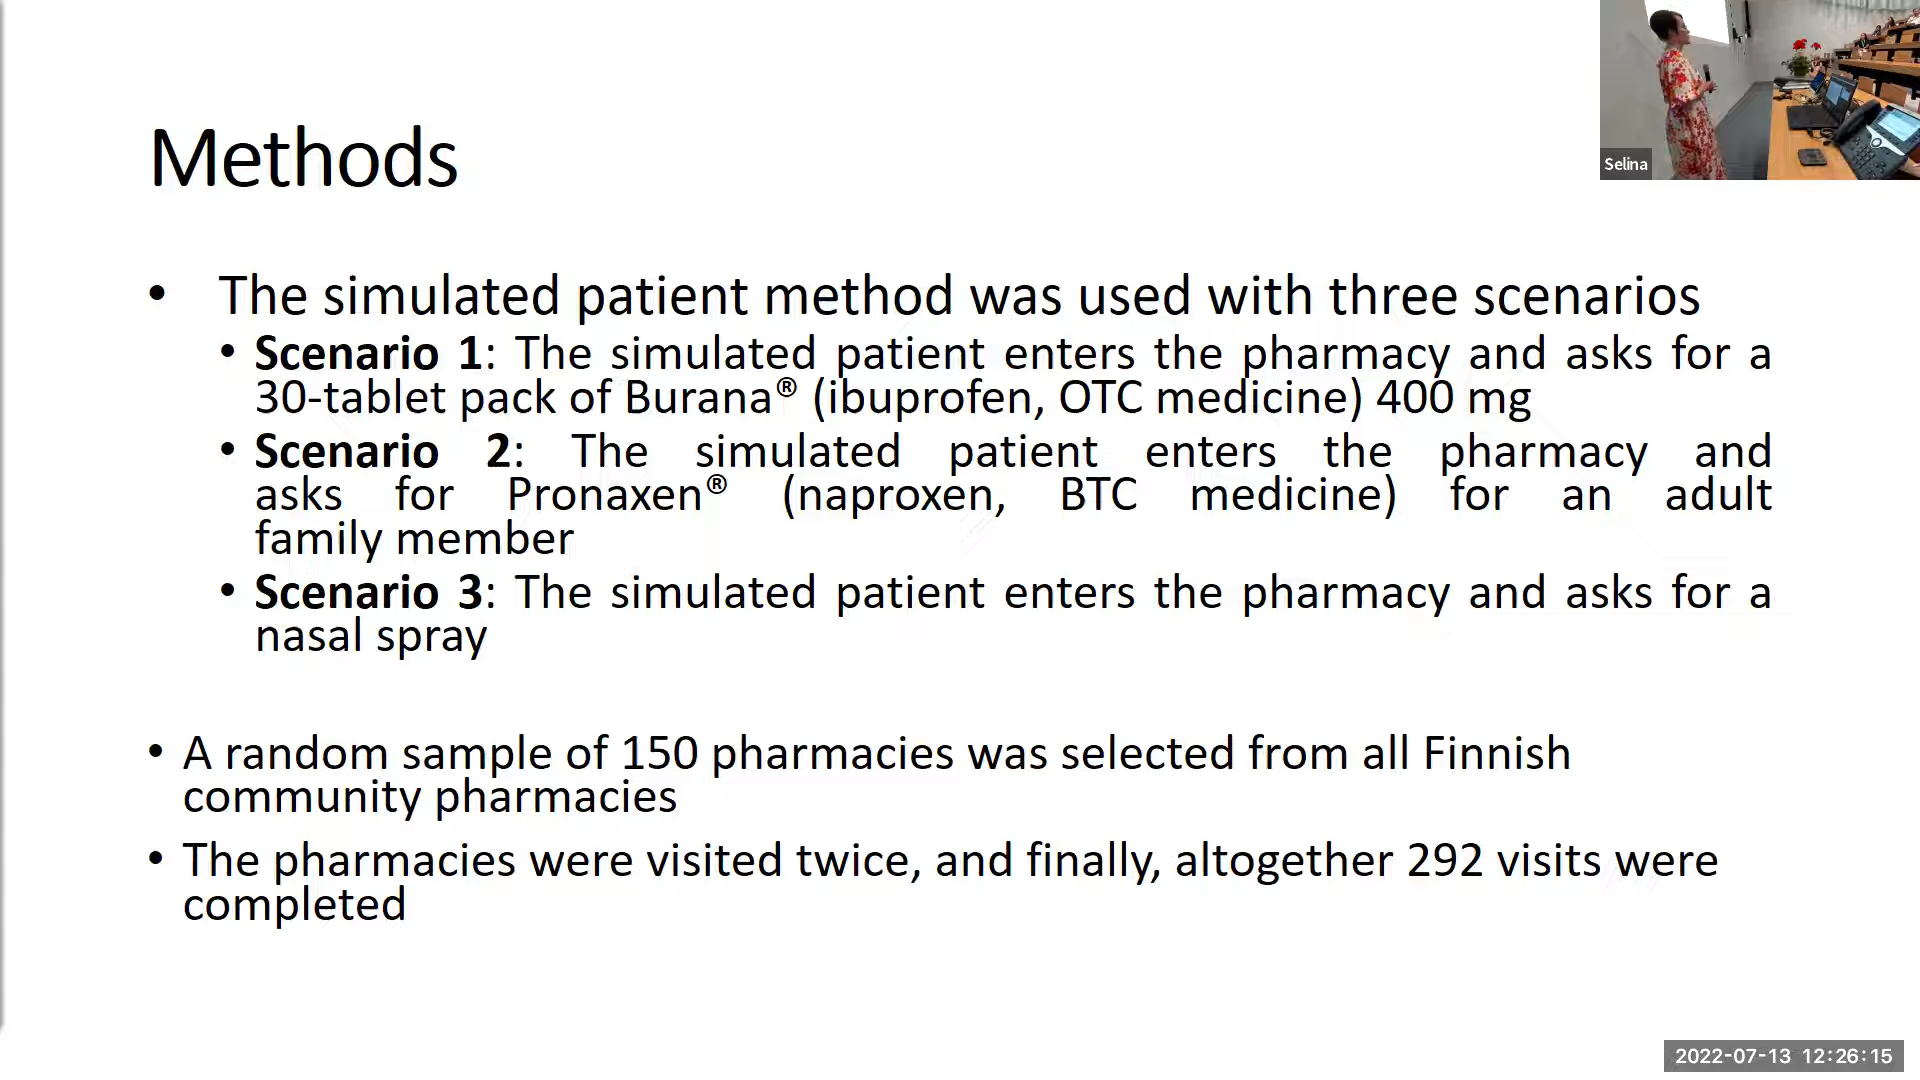 Methods
• The simulated patient method was used with three scenarios
• Scenario 1: The simulated patient enters the pharmacy and asks for a
30-tablet pack of Burana® (ibuprofen, OTC medicine) 400 mg
• Scenario 2: The simulated patient enters the pharmacy and
asks for Pronaxen® (naproxen, BTC medicine) for an adult
family member
• Scenario 3: The simulated patient enters the pharmacy and asks for a
nasal spray
• A random sample of 150 pharmacies was selected from all Finnish
community pharmacies
• The pharmacies were visited twice, and finally, altogether 292 visits were
completed
Selina
2022-07-13 12:26:15